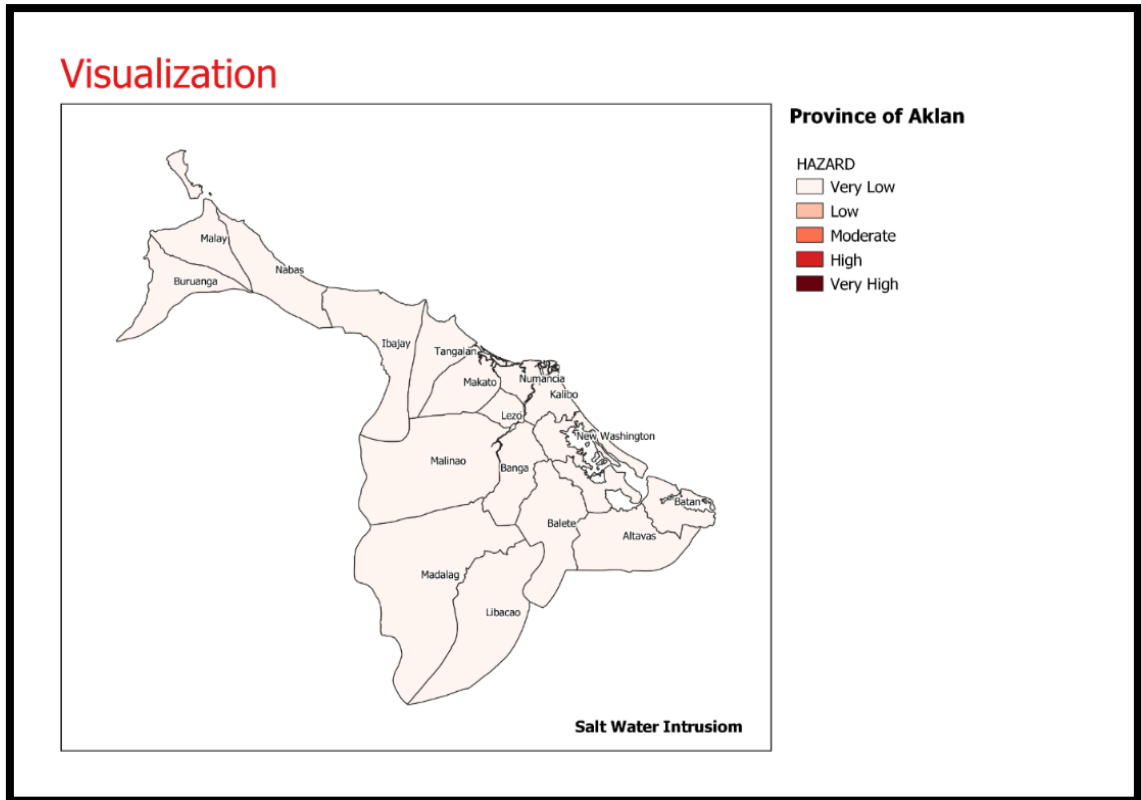 Visualization
Province of Aklan
HAZARD
Very Low
Low
Moderate
High
Very High
Malay
Nabas
Buruanga
Ibajay
Tangalan
Makato
Numancia
Kalibo
Lezo
New Washington
Malinao
Banga
Batan
Balete
Altavas
Madalag
Libacao
Salt Water Intrusiom